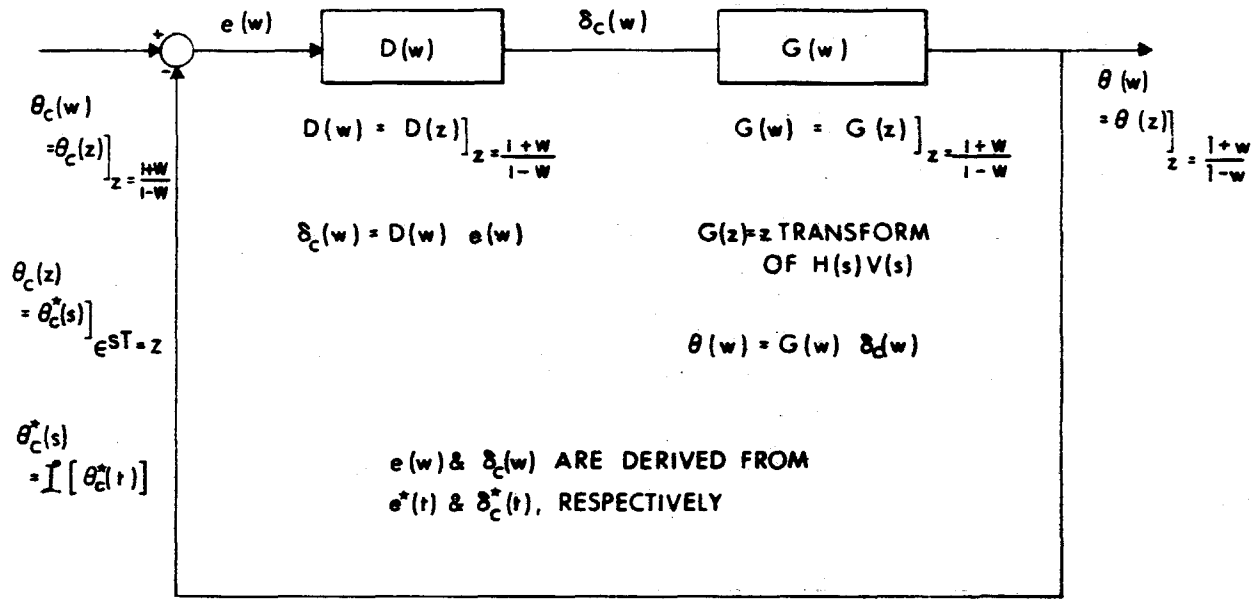 e(w)
δc(w)
+
-
D(w)
G(w)
θc(w)
=θc(z)]z=1+w/1-w
D(w) = D(z)]z=1+w/1-w
G(w) = G(z)]z=1+w/1-w
θ(w)
=θ(z)]z=1+w/1-w
δc(w) = D(w) e(w)
G(z)=z TRANSFORM
OF H(s)V(s)
θc(z)
=θc*(s)]ϵsT=z
θ(w) = G(w) δc(w)
θc*(s)
=ℒ[θc*(t)]
e(w) & δc(w) ARE DERIVED FROM
e*(t) & δc*(t), RESPECTIVELY